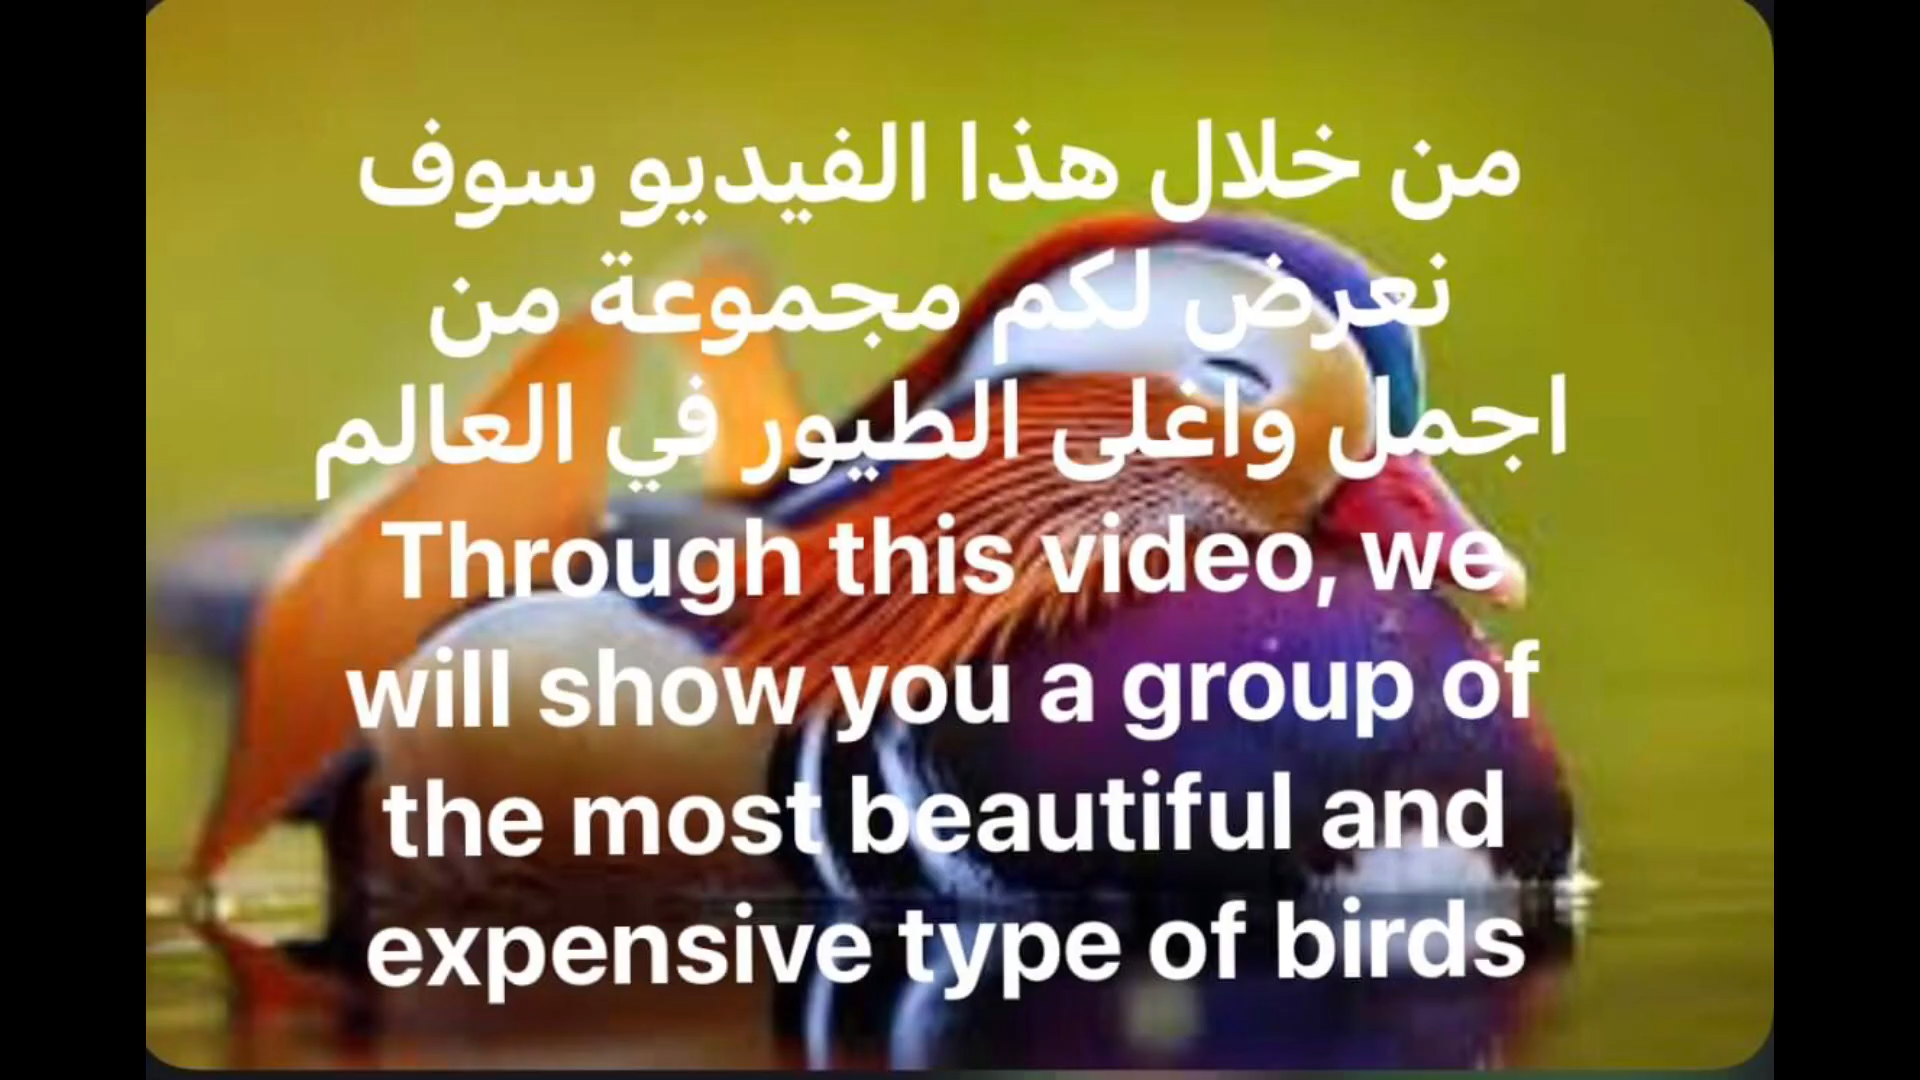 من خلال هذا الفيديو سوف
نعرض لكم مجموعة من
اجمل واغلى الطيور في العالم
Through this video, we
will show you a group of
the most beautiful and
expensive type of birds